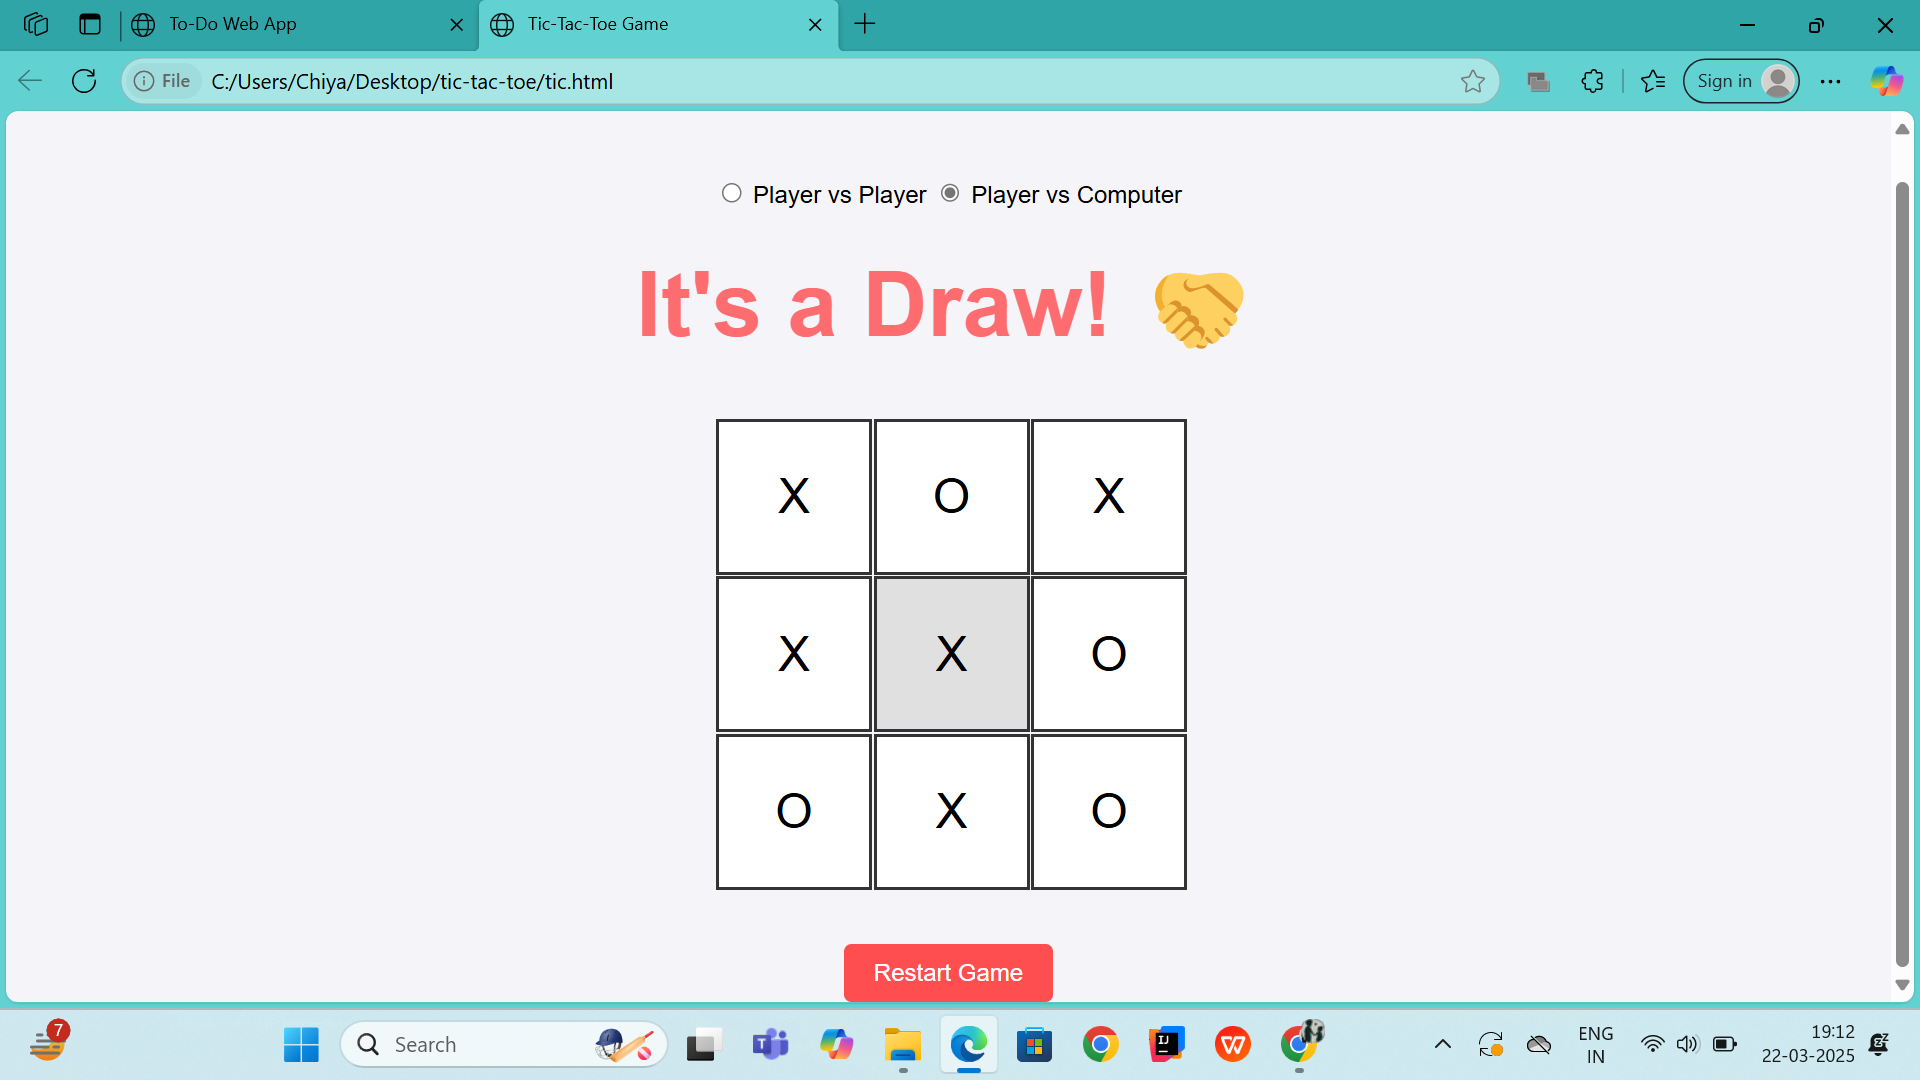 To-Do Web App
Tic-Tac-Toe Game
File C:/Users/Chiya/Desktop/tic-tac-toe/tic.html
Sign in
Player vs Player Player vs Computer
It's a Draw! 🤝
X O X
X X O
O X O
Restart Game
7
Search
T
IJ
W
ENG
IN
19:12
22-03-2025